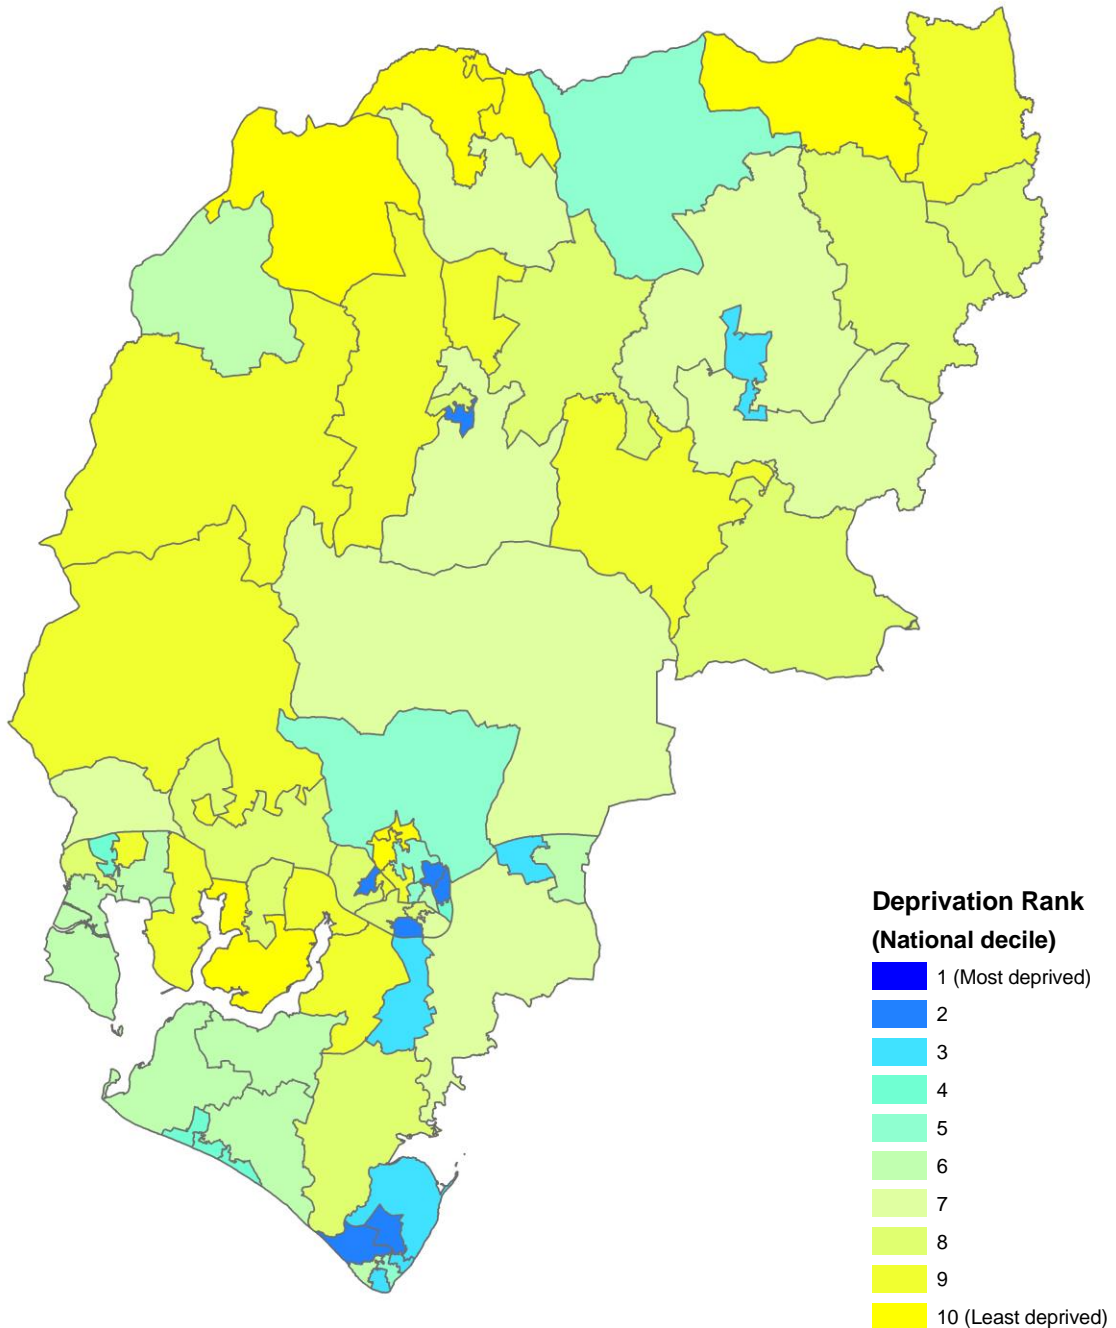 Deprivation Rank
(National decile)
1 (Most deprived)
2
3
4
5
6
7
8
9
10 (Least deprived)